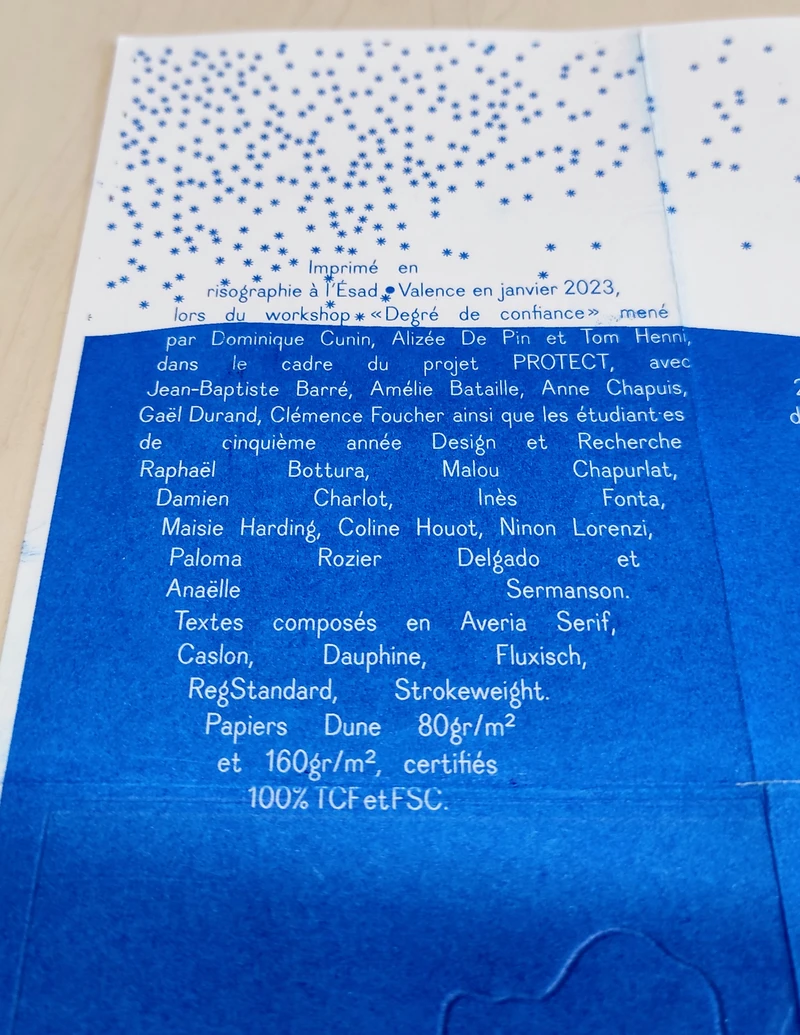 Imprimé en
risographie à l'Ésad•Valence en janvier 2023,
lors du workshop * «Degré de confiance» mené
par Dominique Cunin, Alizée De Pin et Tom Henni,
dans le cadre du projet PROTECT, avec
Jean-Baptiste Barré, Amélie Bataille, Anne Chapuis,
Gaël Durand, Clémence Foucher ainsi que les étudiant·es
de cinquième année Design et Recherche
Raphaël Bottura, Malou Chapurlat,
Damien Charlot, Inès Fonta,
Maisie Harding, Coline Houot, Ninon Lorenzi,
Paloma Rozier Delgado et
Anaëlle Sermanson.
Textes composés en Averia Serif,
Caslon, Dauphine, Fluxisch,
RegStandard, Strokeweight.
Papiers Dune 80gr/m²
et 160gr/m², certifiés
100% TCF et FSC.